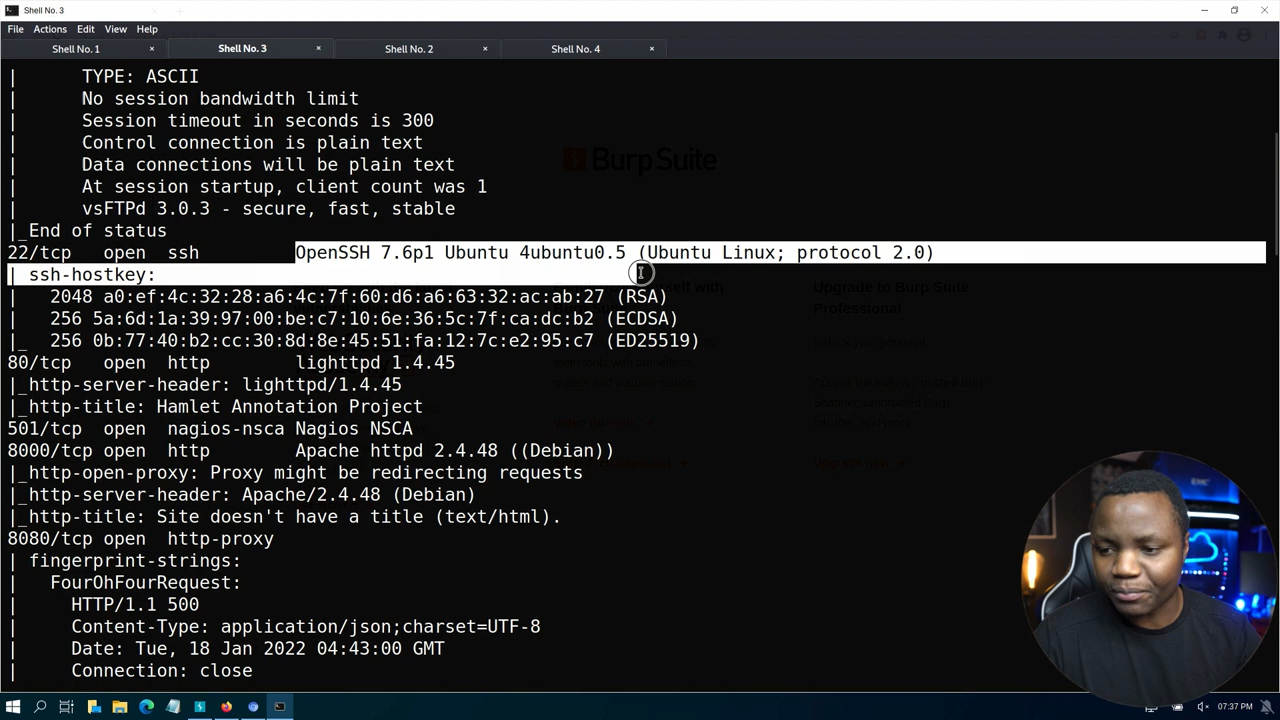 Shell No. 3
File Actions Edit View Help
Shell No. 1 × Shell No. 3 × Shell No. 2 × Shell No. 4 ×
| TYPE: ASCII
| No session bandwidth limit
| Session timeout in seconds is 300
| Control connection is plain text
| Data connections will be plain text
| At session startup, client count was 1
| vsFTPd 3.0.3 - secure, fast, stable
|_End of status
22/tcp open ssh OpenSSH 7.6p1 Ubuntu 4ubuntu0.5 (Ubuntu Linux; protocol 2.0)
| ssh-hostkey:
| 2048 a0:ef:4c:32:28:a6:4c:7f:60:d6:a6:63:32:ac:ab:27 (RSA)
| 256 5a:6d:1a:39:97:00:be:c7:10:6e:36:5c:7f:ca:dc:b2 (ECDSA)
|_ 256 0b:77:40:b2:cc:30:8d:8e:45:51:fa:12:7c:e2:95:c7 (ED25519)
80/tcp open http lighttpd 1.4.45
|_http-server-header: lighttpd/1.4.45
|_http-title: Hamlet Annotation Project
501/tcp open nagios-nsca Nagios NSCA
8000/tcp open http Apache httpd 2.4.48 ((Debian))
|_http-open-proxy: Proxy might be redirecting requests
|_http-server-header: Apache/2.4.48 (Debian)
|_http-title: Site doesn't have a title (text/html).
8080/tcp open http-proxy
| fingerprint-strings:
| FourOhFourRequest:
| HTTP/1.1 500
| Content-Type: application/json;charset=UTF-8
| Date: Tue, 18 Jan 2022 04:43:00 GMT
| Connection: close
Burp Suite
Upgrade to Burp Suite
Professional
07:37 PM